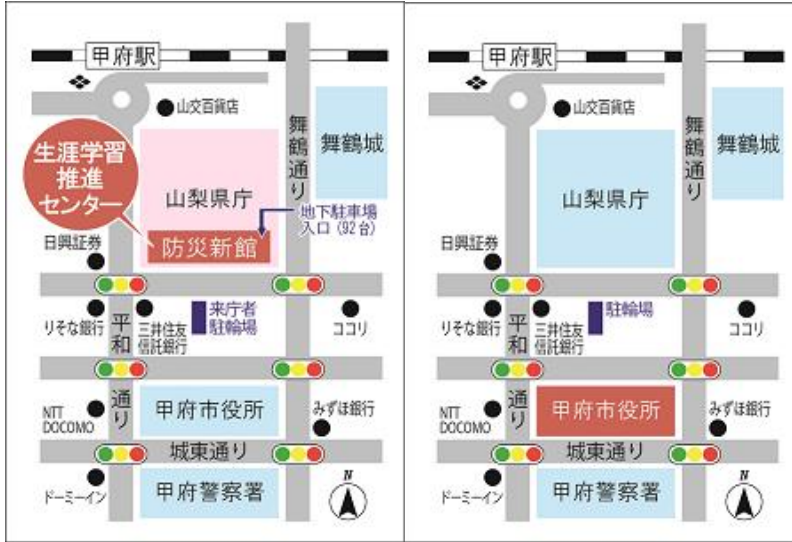 甲府駅
山交百貨店
舞鶴通り
舞鶴城
生涯学習
推進
センター
山梨県庁
地下駐車場
入口（92台）
防災新館
日興証券
りそな銀行
平和通り
三井住友
信託銀行
来庁者
駐輪場
ココリ
NTT
DOCOMO
甲府市役所
みずほ銀行
城東通り
ドーミーイン
甲府警察署
N
甲府駅
山交百貨店
舞鶴通り
舞鶴城
山梨県庁
日興証券
りそな銀行
平和通り
三井住友
信託銀行
駐輪場
ココリ
NTT
DOCOMO
甲府市役所
みずほ銀行
城東通り
ドーミーイン
甲府警察署
N